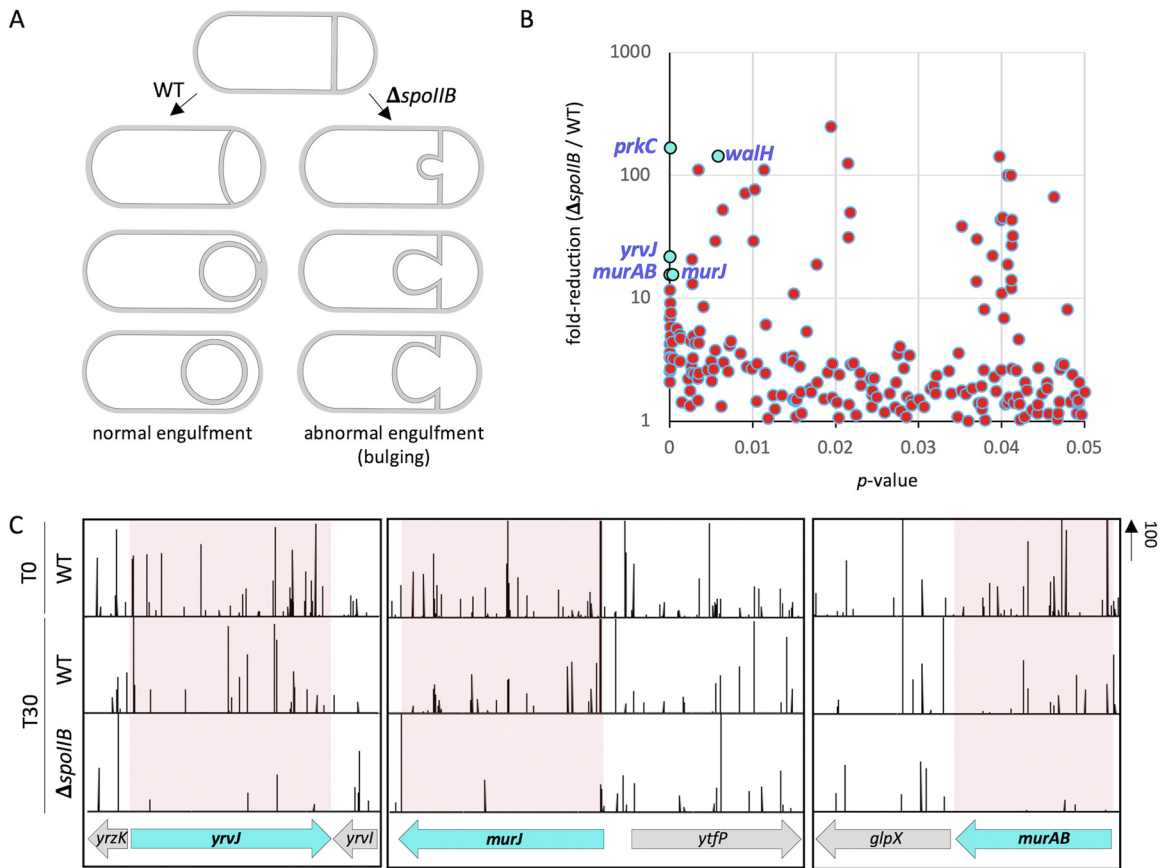 A
WT
ΔspoIIB
normal engulfment
abnormal engulfment
(bulging)
B
fold-reduction (ΔspoIIB / WT)
1000
100
10
1
prkC
walH
yrvJ
murAB
murJ
0
0.01
0.02
0.03
0.04
0.05
p-value
C
T0
WT
T30
WT
ΔspoIIB
100
yrzK
yrvJ
yrvI
murJ
ytfP
glpX
murAB